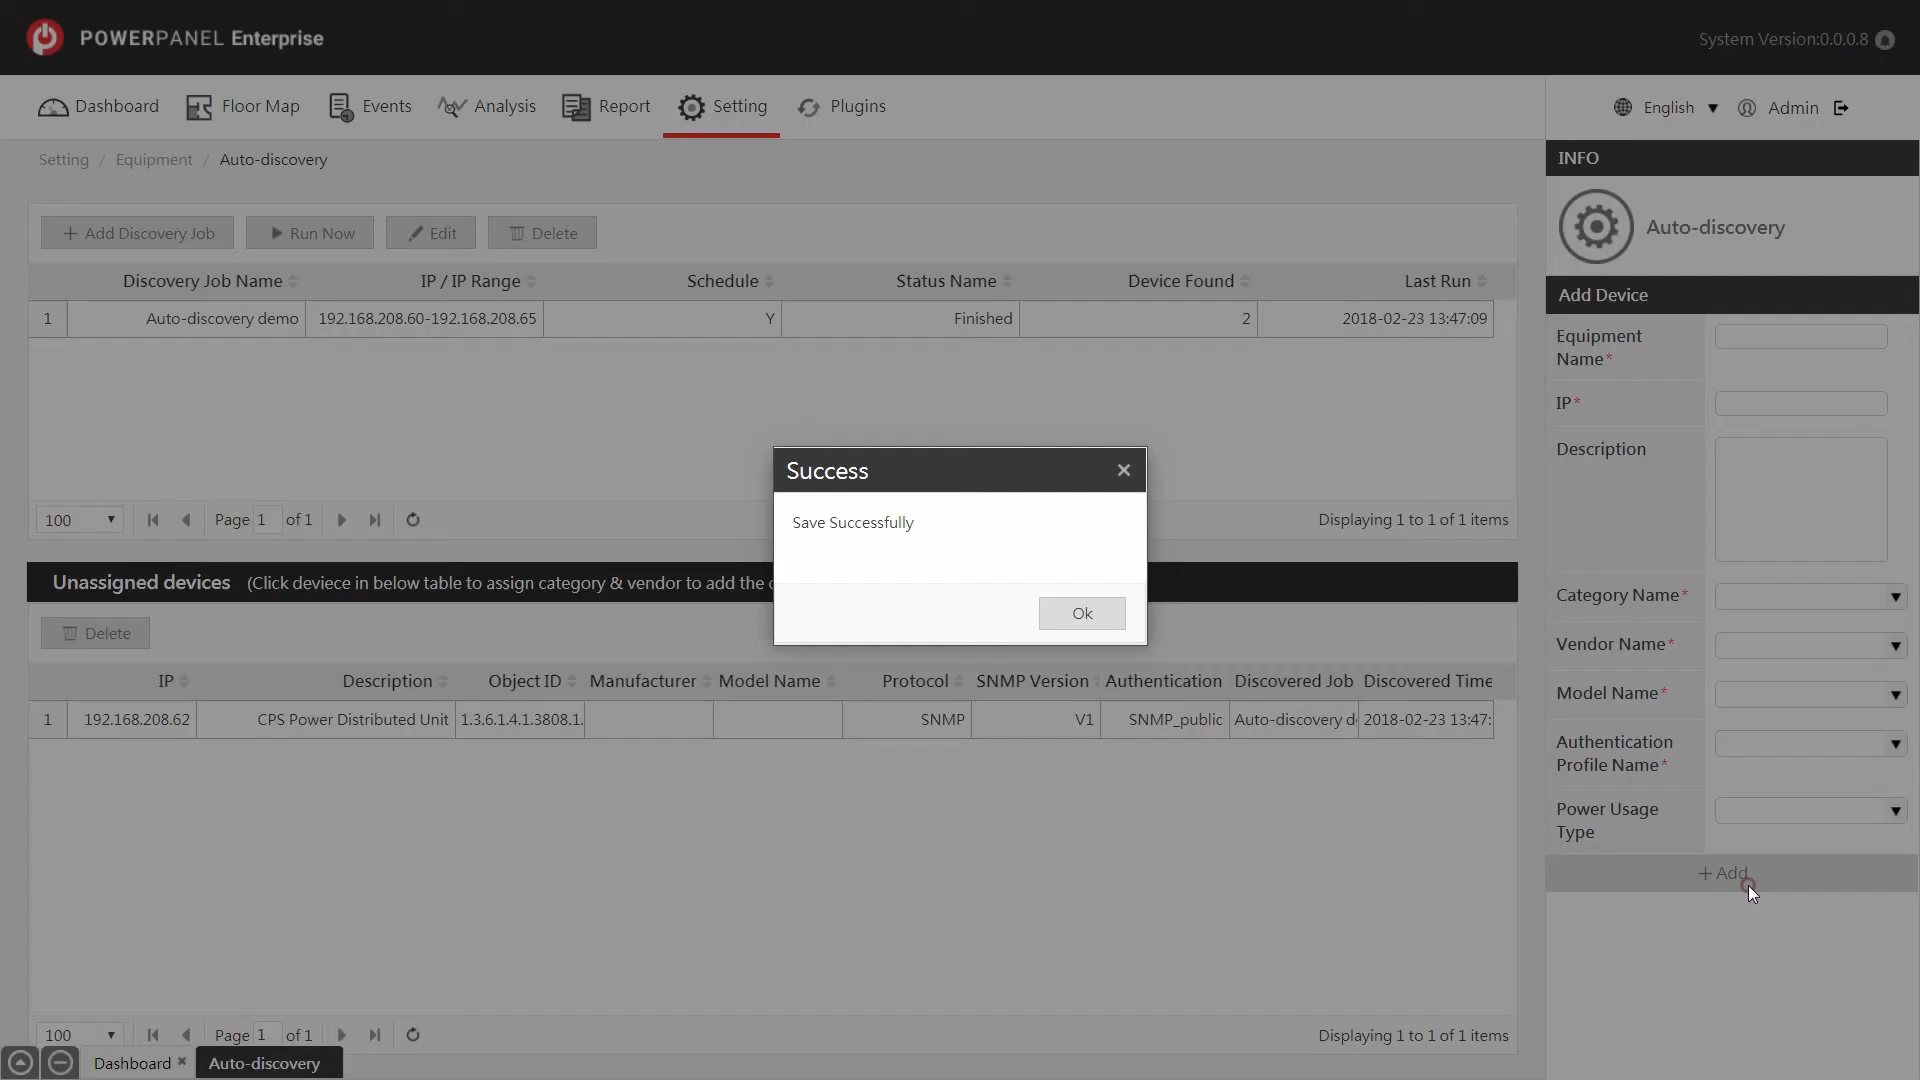 POWERPANEL Enterprise
System Version:0.0.0.8
Dashboard
Floor Map
Events
Analysis
Report
Setting
Plugins
English
Admin
Setting / Equipment / Auto-discovery
Add Discovery Job
Run Now
Edit
Delete
Discovery Job Name IP / IP Range Schedule Status Name Device Found Last Run
1 Auto-discovery demo 192.168.208.60-192.168.208.65 Y Finished 2 2018-02-23 13:47:09
100 Page 1 of 1 Displaying 1 to 1 of 1 items
Success
Save Successfully
Ok
Unassigned devices (Click deviece in below table to assign category & vendor to add the
Delete
IP Description Object ID Manufacturer Model Name Protocol SNMP Version Authentication Discovered Job Discovered Time
1 192.168.208.62 CPS Power Distributed Unit 1.3.6.1.4.1.3808.1. SNMP V1 SNMP_public Auto-discovery d 2018-02-23 13:47:
100 Page 1 of 1 Displaying 1 to 1 of 1 items
Dashboard
Auto-discovery
INFO
Auto-discovery
Add Device
Equipment
Name*
IP*
Description
Category Name*
Vendor Name*
Model Name*
Authentication
Profile Name*
Power Usage
Type
+ Add